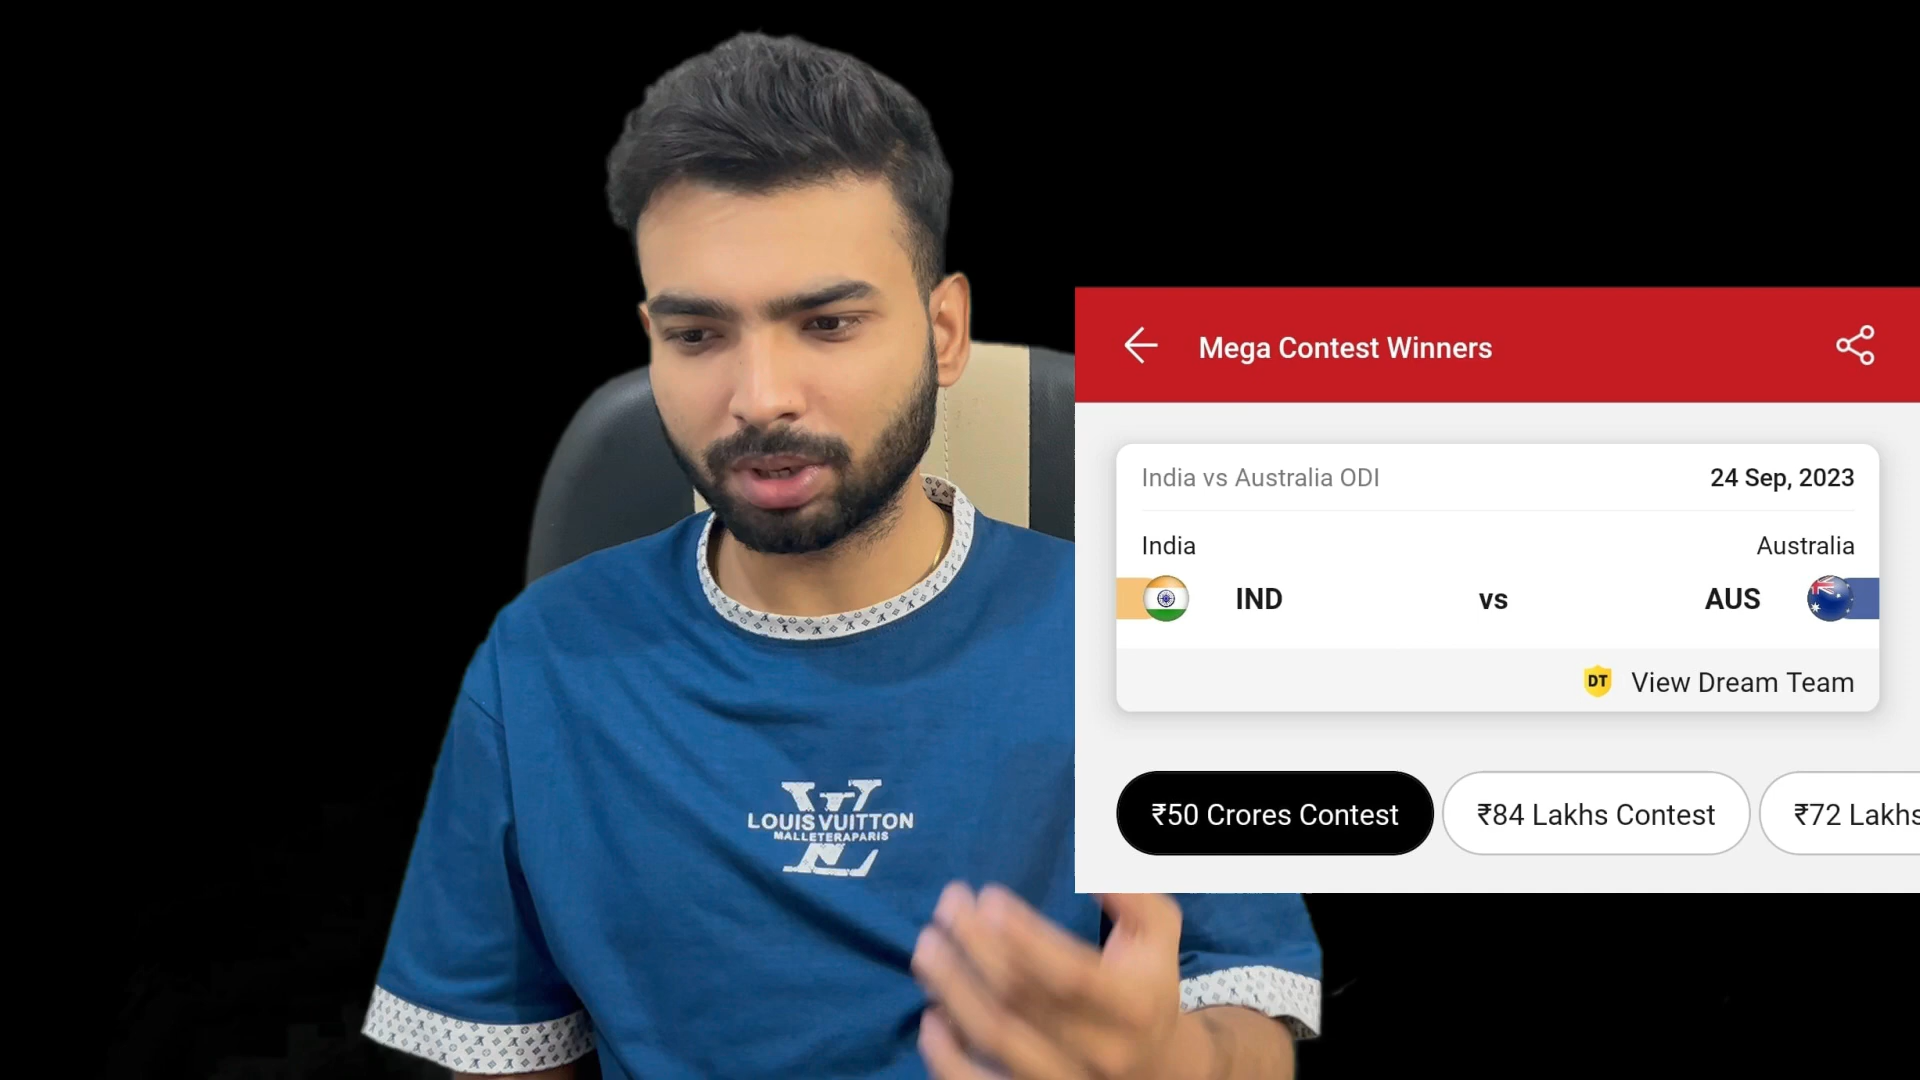 Mega Contest Winners
India vs Australia ODI 24 Sep, 2023
India Australia
IND vs AUS
DT View Dream Team
₹50 Crores Contest ₹84 Lakhs Contest ₹72 Lakhs
LOUIS VUITTON
MALLETERAPARIS